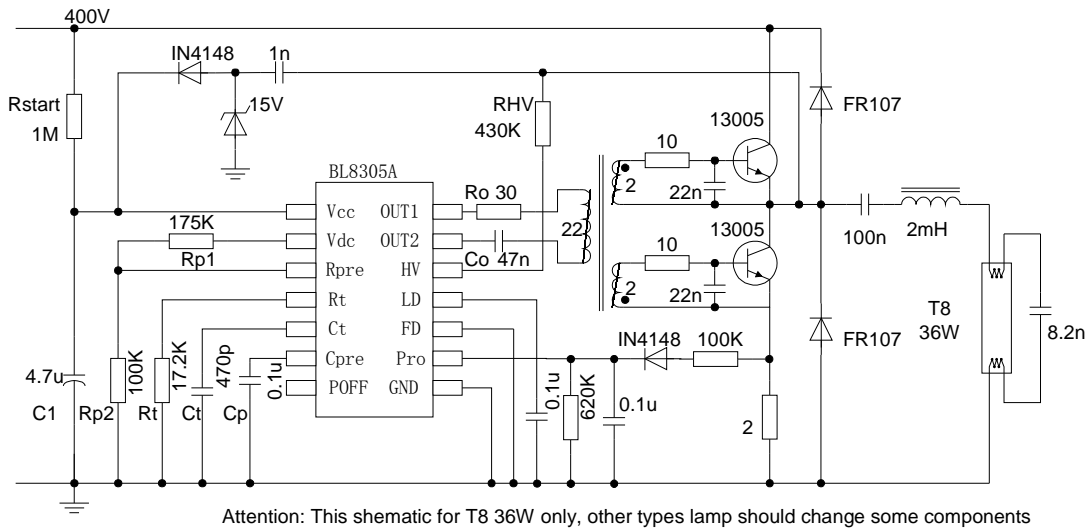 400V
IN4148
1n
Rstart
1M
15V
RHV
430K
FR107
13005
10
BL8305A
2
22n
Ro 30
175K
Vcc
OUT1
22
13005
100n
2mH
Vdc
OUT2
Rp1
Co 47n
10
Rpre
HV
2
22n
Rt
LD
T8
36W
FR107
8.2n
Ct
FD
IN4148
100K
Cpre
Pro
POFF
GND
4.7u
C1
100K
Rp2
17.2K
Rt
470p
Ct
0.1u
Cp
0.1u
620K
0.1u
2
Attention: This shematic for T8 36W only, other types lamp should change some components